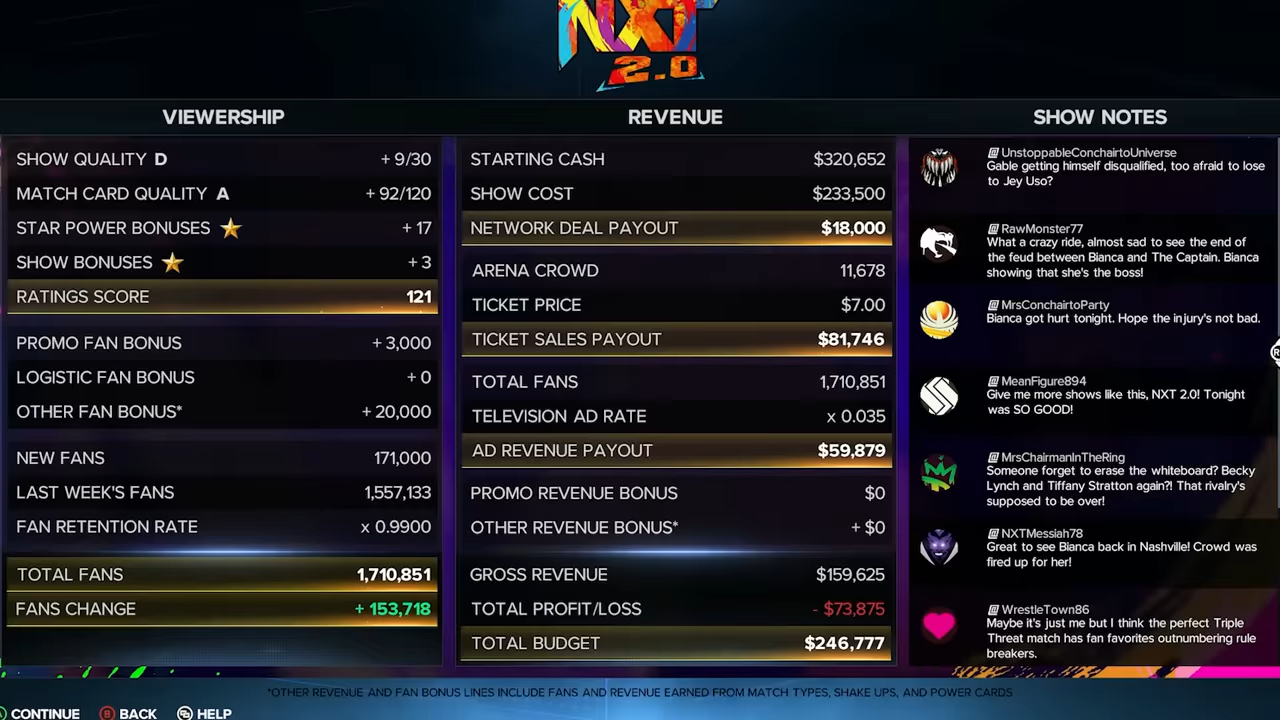 NXT
2.0
VIEWERSHIP
SHOW QUALITY D + 9/30
MATCH CARD QUALITY A + 92/120
STAR POWER BONUSES + 17
SHOW BONUSES + 3
RATINGS SCORE 121
PROMO FAN BONUS + 3,000
LOGISTIC FAN BONUS + 0
OTHER FAN BONUS* + 20,000
NEW FANS 171,000
LAST WEEK'S FANS 1,557,133
FAN RETENTION RATE x 0.9900
TOTAL FANS 1,710,851
FANS CHANGE + 153,718
REVENUE
STARTING CASH $320,652
SHOW COST $233,500
NETWORK DEAL PAYOUT $18,000
ARENA CROWD 11,678
TICKET PRICE $7.00
TICKET SALES PAYOUT $81,746
TOTAL FANS 1,710,851
TELEVISION AD RATE x 0.035
AD REVENUE PAYOUT $59,879
PROMO REVENUE BONUS $0
OTHER REVENUE BONUS* + $0
GROSS REVENUE $159,625
TOTAL PROFIT/LOSS - $73,875
TOTAL BUDGET $246,777
SHOW NOTES
UnstoppableConchairtoUniverse
Gable getting himself disqualified, too afraid to lose
to Jey Uso?
RawMonster77
What a crazy ride, almost sad to see the end of
the feud between Bianca and The Captain. Bianca
showing that she's the boss!
MrsConchairtoParty
Bianca got hurt tonight. Hope the injury's not bad.
MeanFigure894
Give me more shows like this, NXT 2.0! Tonight
was SO GOOD!
MrsChairmanInTheRing
Someone forget to erase the whiteboard? Becky
Lynch and Tiffany Stratton again?! That rivalry's
supposed to be over!
NXTMessiah78
Great to see Bianca back in Nashville! Crowd was
fired up for her!
WrestleTown86
Maybe it's just me but I think the perfect Triple
Threat match has fan favorites outnumbering rule
breakers.
*OTHER REVENUE AND FAN BONUS LINES INCLUDE FANS AND REVENUE EARNED FROM MATCH TYPES, SHAKE UPS, AND POWER CARDS
CONTINUE B BACK HELP